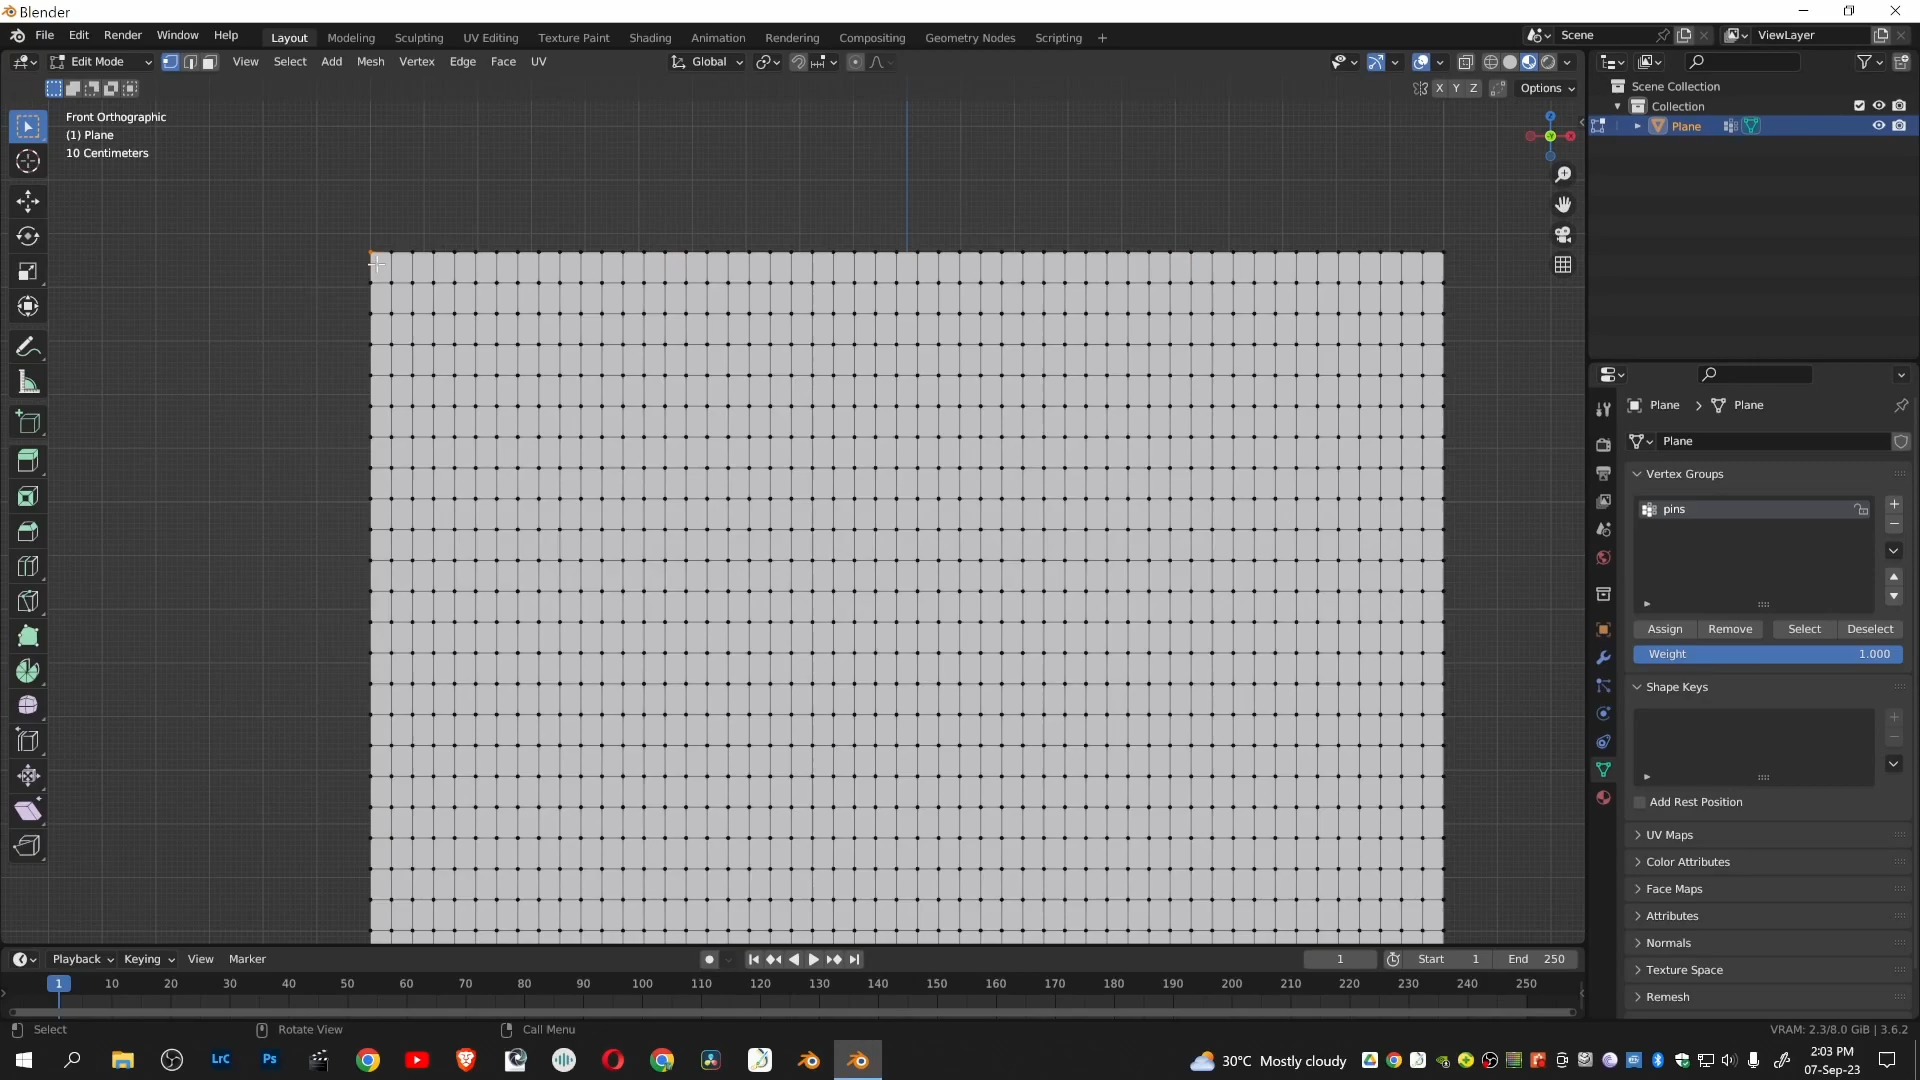 Blender
File Edit Render Window Help Layout Modeling Sculpting UV Editing Texture Paint Shading Animation Rendering Compositing Geometry Nodes Scripting + Scene ViewLayer
Edit Mode View Select Add Mesh Vertex Edge Face UV Global
X Y Z Options
Front Orthographic
(1) Plane
10 Centimeters
Scene Collection
Collection
Plane
Plane > Plane
Plane
Vertex Groups
pins
Assign Remove Select Deselect
Weight 1.000
Shape Keys
Add Rest Position
UV Maps
Color Attributes
Face Maps
Attributes
Normals
Texture Space
Remesh
Playback Keying View Marker 1 Start 1 End 250
1 10 20 30 40 50 60 70 80 90 100 110 120 130 140 150 160 170 180 190 200 210 220 230 240 250
Select Rotate View Call Menu VRAM: 2.3/8.0 GiB | 3.6.2
LrC Ps 30°C Mostly cloudy 2:03 PM
07-Sep-23